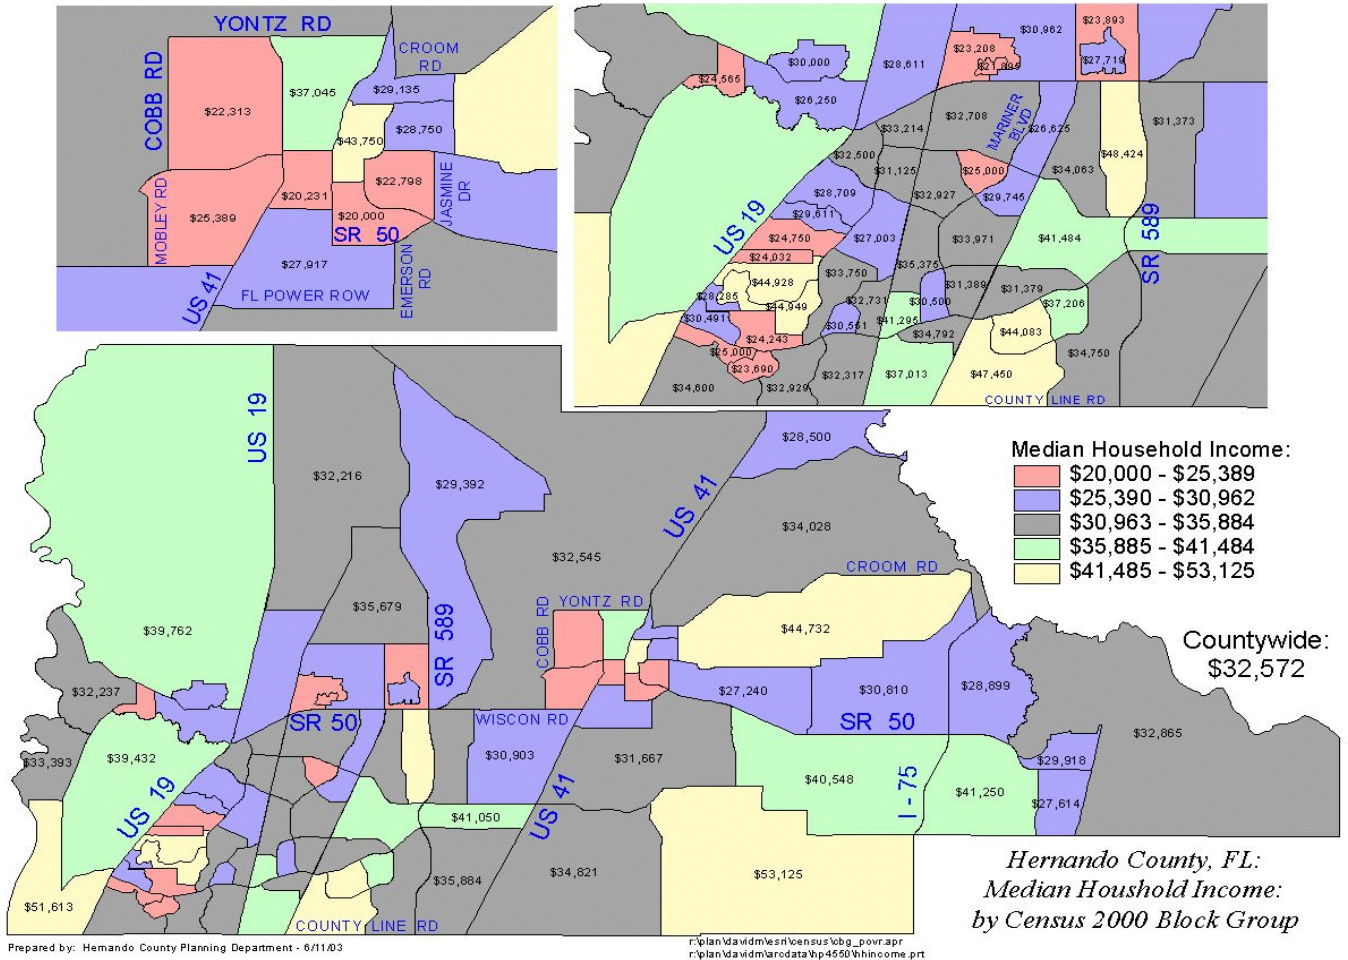 YONTZ RD
COBB RD
CROOM
RD
$22,313
$37,045
$29,135
$43,750
$28,750
MOBLEY RD
$25,389
$20,231
$22,798
$20,000
SR 50
JASMINE
DR
$27,917
FL POWER ROW
US 41
EMERSON
RD
$23,893
$30,962
$23,208
$27,719
$28,611
$30,000
$24,565
$26,250
$32,708
MARINER
BLVD
$26,625
$31,373
$33,214
$32,500
$31,125
$25,000
$34,063
$48,424
$28,709
$32,927
$29,745
$29,611
US 19
$24,750
$27,003
$33,971
$41,484
SR 589
$24,032
$44,928
$33,750
$35,375
$31,389
$31,379
$28,285
$44,949
$32,731
$30,500
$37,206
$30,491
$30,551
$41,295
$34,792
$44,083
$24,243
$25,000
$23,690
$34,750
$34,600
$32,929
$32,317
$37,013
$47,450
COUNTY LINE RD
US 19
$32,216
$29,392
US 41
$28,500
$34,028
$32,545
CROOM RD
$39,762
$35,679
SR 589
COBB RD
YONTZ RD
$44,732
$32,237
$27,240
$30,810
$28,899
SR 50
WISCON RD
SR 50
$32,865
$33,393
$39,432
$30,903
$31,667
$29,918
US 19
$40,548
I - 75
$41,250
$27,614
$41,050
US 41
$51,613
$35,884
$34,821
$53,125
COUNTY LINE RD
Median Household Income:
$20,000 - $25,389
$25,390 - $30,962
$30,963 - $35,884
$35,885 - $41,484
$41,485 - $53,125
Countywide:
$32,572
Hernando County, FL:
Median Houshold Income:
by Census 2000 Block Group
Prepared by: Hernando County Planning Department - 6/11/03
r:\plan\davidm\esri\census\cbg_povr.apr
r:\plan\davidm\arcdata\hp4550\hhincome.prt